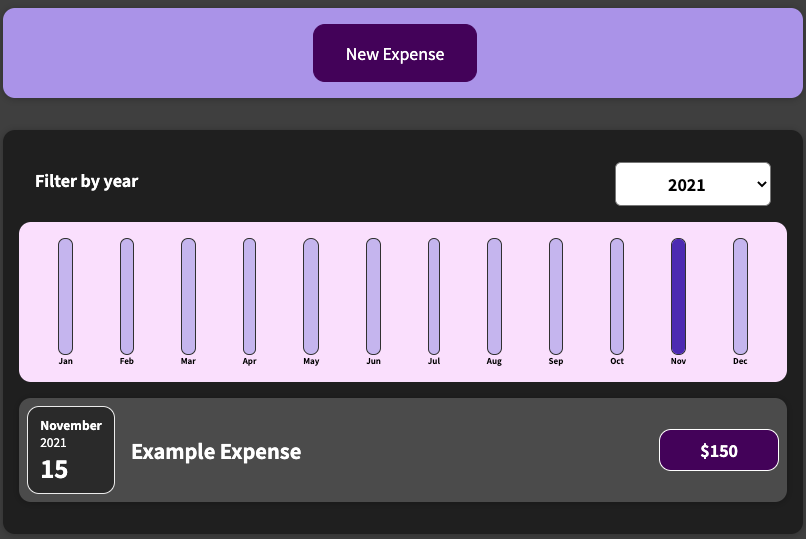 New Expense
Filter by year
2021
Jan Feb Mar Apr May Jun Jul Aug Sep Oct Nov Dec
November
2021
15
Example Expense
$150